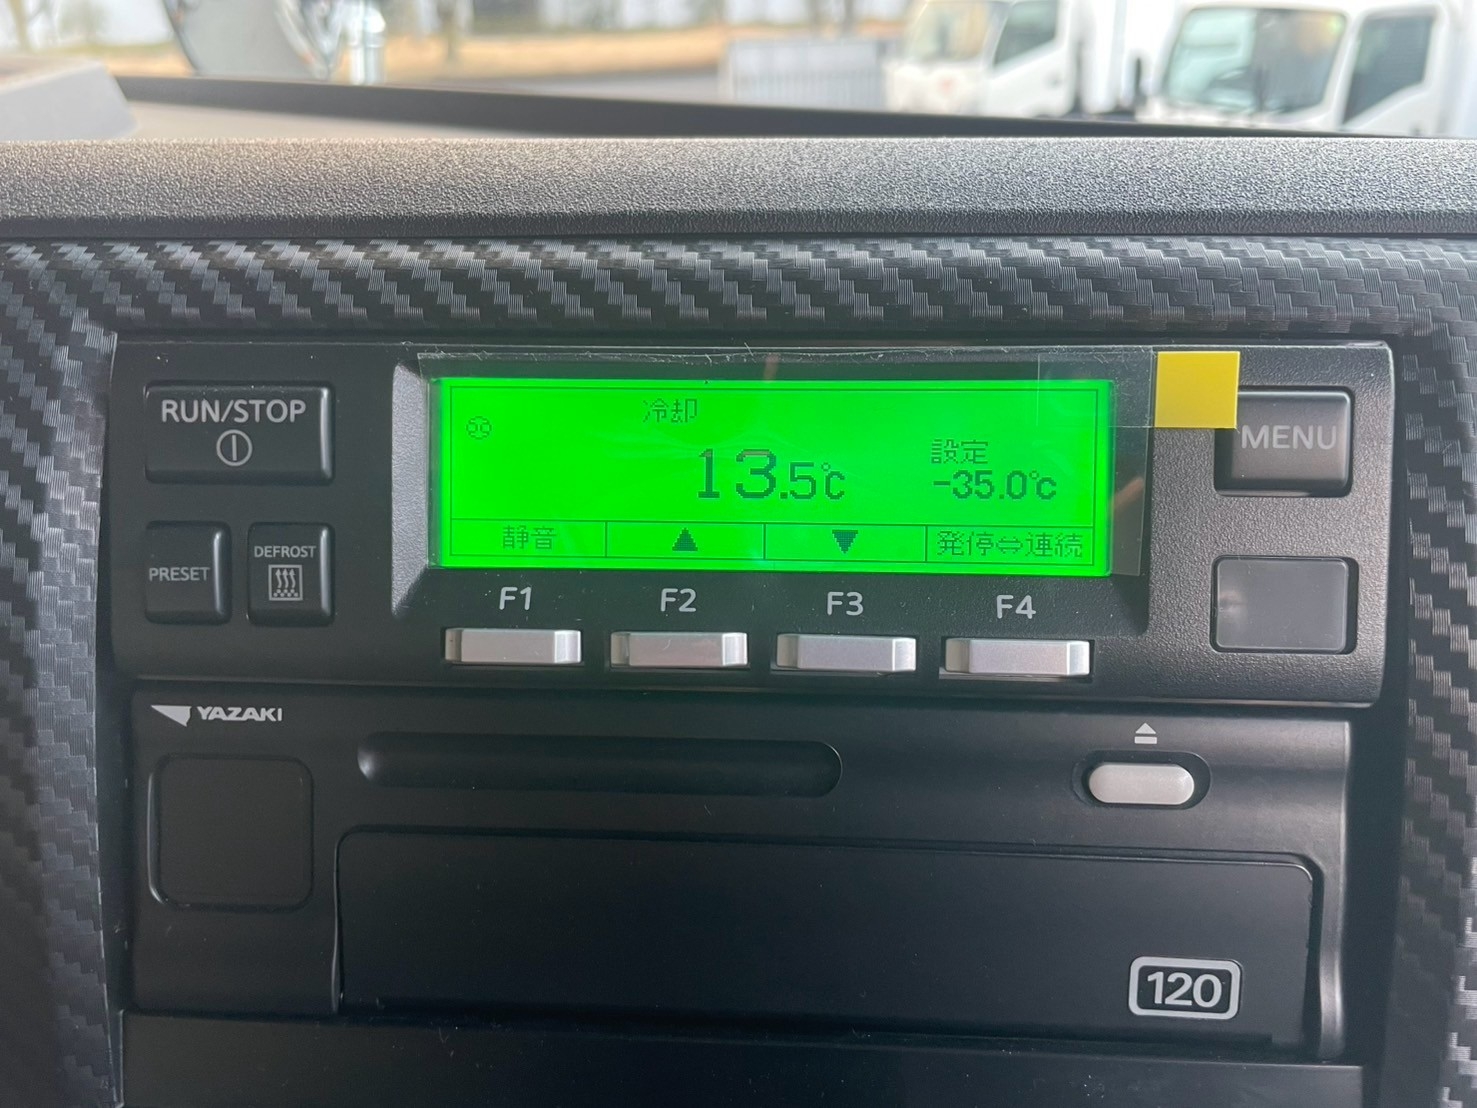 RUN/STOP
PRESET
DEFROST
冷却
13.5℃
設定
-35.0℃
静音
▲
▼
発停⇔連続
F1
F2
F3
F4
MENU
YAZAKI
120